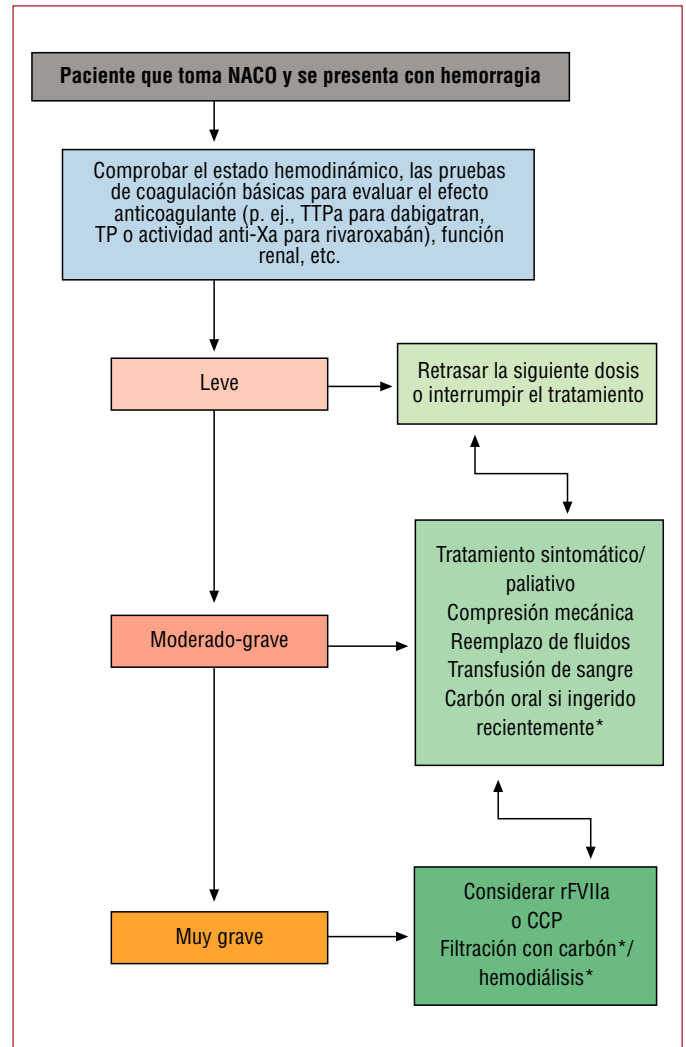 Paciente que toma NACO y se presenta con hemorragia
Comprobar el estado hemodinámico, las pruebas
de coagulación básicas para evaluar el efecto
anticoagulante (p. ej., TTPa para dabigatran,
TP o actividad anti-Xa para rivaroxabán), función
renal, etc.
Leve
Retrasar la siguiente dosis
o interrumpir el tratamiento
Moderado-grave
Tratamiento sintomático/
paliativo
Compresión mecánica
Reemplazo de fluidos
Transfusión de sangre
Carbón oral si ingerido
recientemente*
Muy grave
Considerar rFVIIa
o CCP
Filtración con carbón*/
hemodiálisis*